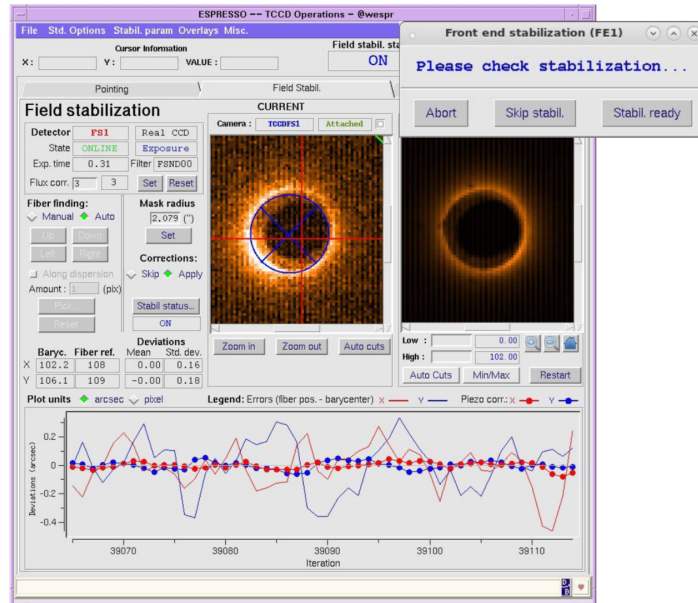 ESPRESSO -- TCCD Operations - @wespr
File Std. Options Stabil. param Overlays Misc.
Cursor Information
X : Y : VALUE :
Field stabil. sta
ON
Front end stabilization (FE1)
Please check stabilization...
Abort Skip stabil. Stabil. ready
Pointing Field Stabil.
Field stabilization
Detector FS1 Real CCD
State ONLINE Exposure
Exp. time 0.31 Filter FSND00
Flux corr. 3 3 Set Reset
Fiber finding:
Manual Auto
Up Down
Left Right
Along dispersion
Amount : 1 (pix)
Pick...
Reset
Mask radius
2.079 (")
Set
Corrections:
Skip Apply
Stabil status...
ON
Deviations
Baryc. Fiber ref. Mean Std. dev.
X 102.2 108 0.00 0.16
Y 106.1 109 -0.00 0.18
CURRENT
Camera : TCCDFS1 Attached
Zoom in Zoom out Auto cuts
Low : 0.00
High : 102.00
Auto Cuts Min/Max Restart
Plot units arcsec pixel Legend: Errors (fiber pos. - barycenter) X Y Piezo corr.: X Y
Deviations (arcsec)
0.2
0
-0.2
-0.4
39070 39080 39090 39100 39110
Iteration